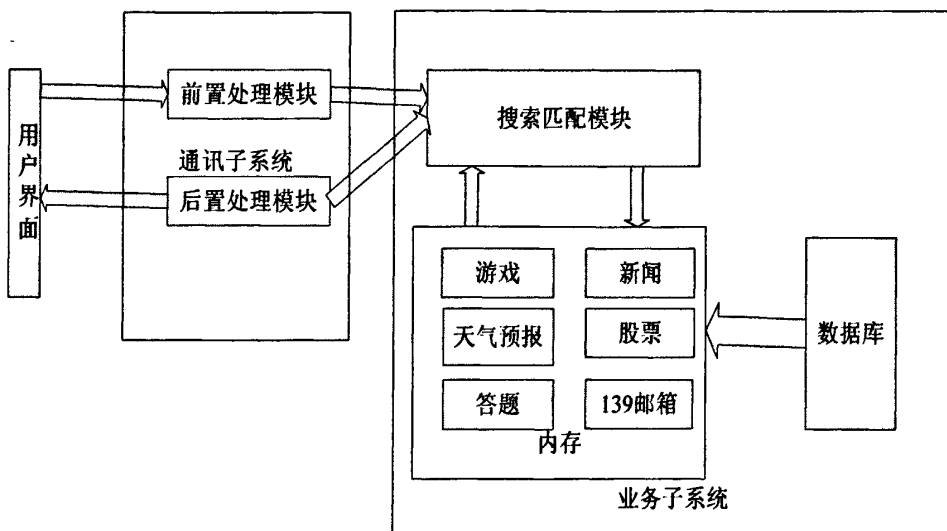 用户界面
前置处理模块
通讯子系统
后置处理模块
搜索匹配模块
游戏
新闻
天气预报
股票
答题
139邮箱
内存
数据库
业务子系统